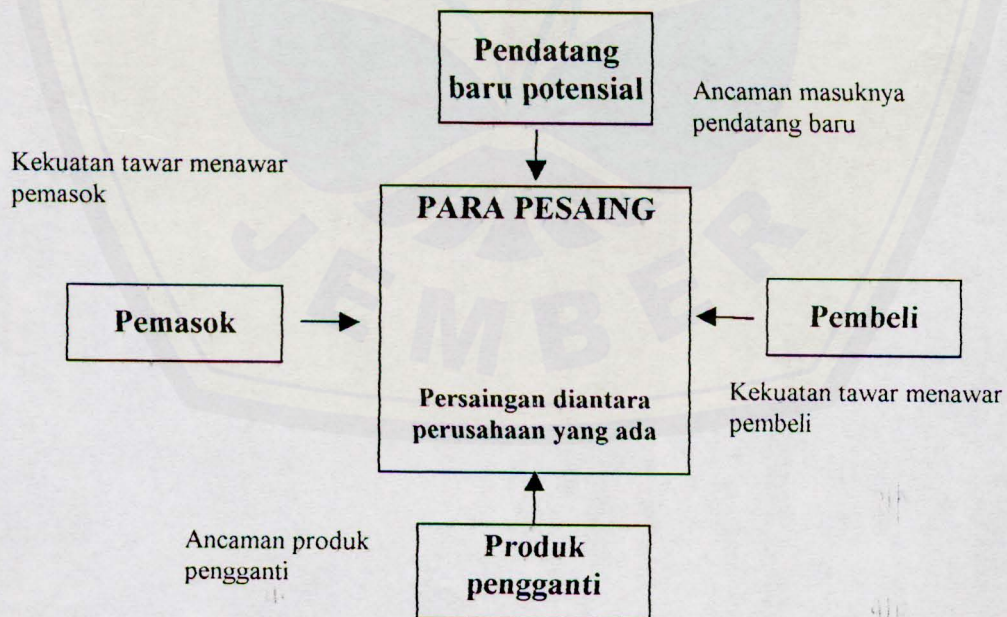 Pendatang
baru potensial
Ancaman masuknya
pendatang baru
Kekuatan tawar menawar
pemasok
PARA PESAING
JEMBER
Pemasok
Pembeli
Persaingan diantara
perusahaan yang ada
Kekuatan tawar menawar
pembeli
Ancaman produk
pengganti
Produk
pengganti